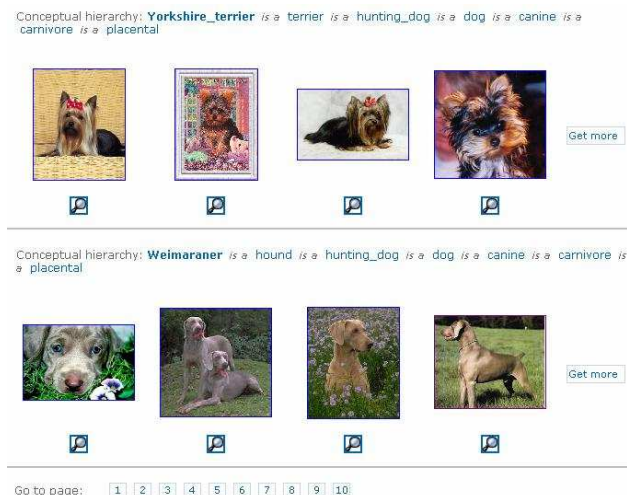 Conceptual hierarchy: Yorkshire_terrier is a terrier is a hunting_dog is a dog is a canine is a
carnivore is a placental
Get more
Conceptual hierarchy: Weimaraner is a hound is a hunting_dog is a dog is a canine is a carnivore is
a placental
Get more
Go to page: 1 2 3 4 5 6 7 8 9 10